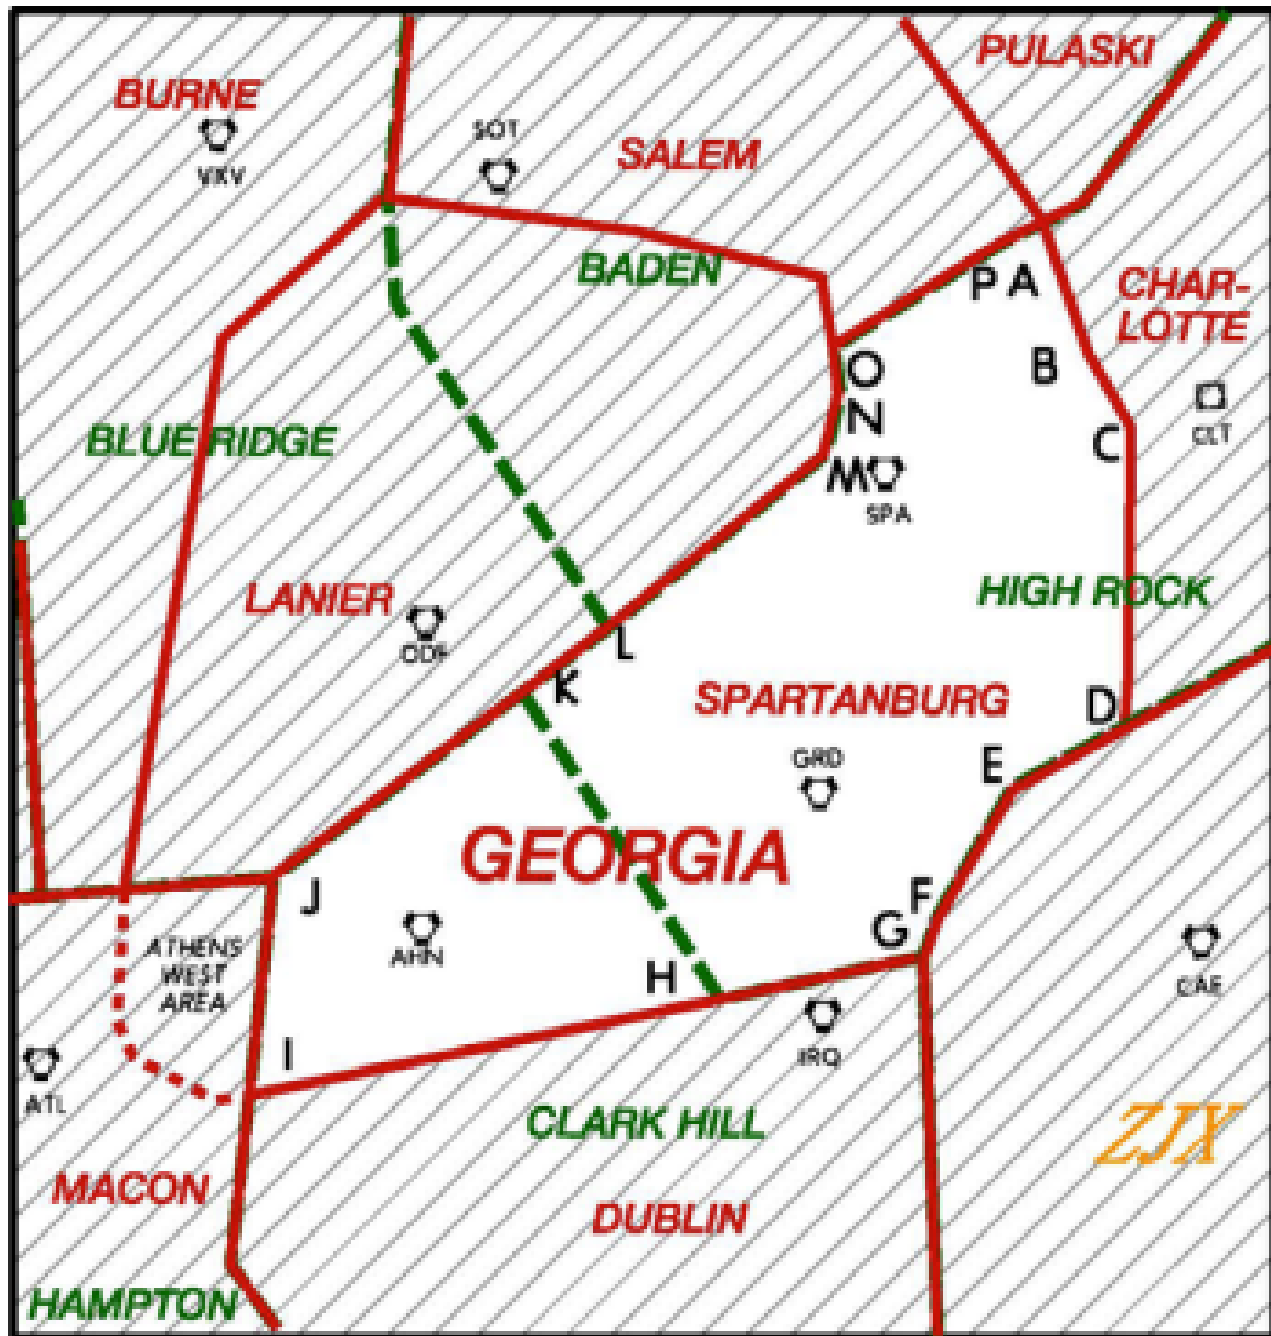 PULASKI
BURNE
SOT
VXV
SALEM
BADEN
P A
CHAR-
LOTTE
O
B
N
CLT
BLUE RIDGE
C
M
SPA
HIGH ROCK
LANIER
L
K
SPARTANBURG
D
GRD
E
GEORGIA
J
F
G
AHN
ATHENS
WEST
AREA
H
CAE
I
IRQ
ATL
CLARK HILL
ZJX
MACON
DUBLIN
HAMPTON